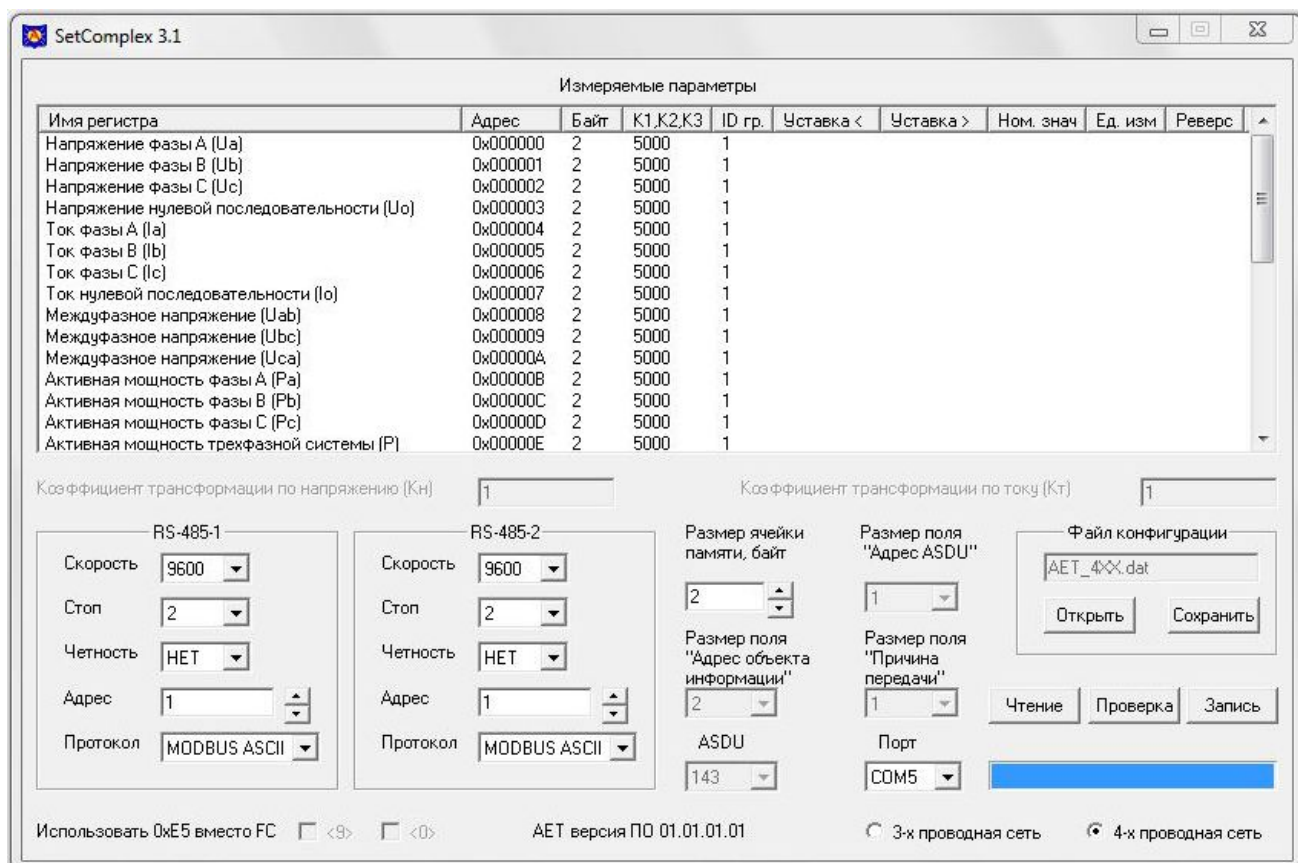 SetComplex 3.1
Измеряемые параметры
Имя регистра Адрес Байт K1,K2,K3 ID гр. Уставка < Уставка > Ном. знач Ед. изм Реверс
Напряжение фазы A (Ua) 0x000000 2 5000 1
Напряжение фазы B (Ub) 0x000001 2 5000 1
Напряжение фазы C (Uc) 0x000002 2 5000 1
Напряжение нулевой последовательности (Uo) 0x000003 2 5000 1
Ток фазы A (Ia) 0x000004 2 5000 1
Ток фазы B (Ib) 0x000005 2 5000 1
Ток фазы C (Ic) 0x000006 2 5000 1
Ток нулевой последовательности (Io) 0x000007 2 5000 1
Междуфазное напряжение (Uab) 0x000008 2 5000 1
Междуфазное напряжение (Ubc) 0x000009 2 5000 1
Междуфазное напряжение (Uca) 0x00000A 2 5000 1
Активная мощность фазы A (Pa) 0x00000B 2 5000 1
Активная мощность фазы B (Pb) 0x00000C 2 5000 1
Активная мощность фазы C (Pc) 0x00000D 2 5000 1
Активная мощность трехфазной системы (P) 0x00000E 2 5000 1
Коэффициент трансформации по напряжению (Кн) 1 Коэффициент трансформации по току (Кт) 1
RS-485-1
Скорость 9600
Стоп 2
Четность НЕТ
Адрес 1
Протокол MODBUS ASCII
RS-485-2
Скорость 9600
Стоп 2
Четность НЕТ
Адрес 1
Протокол MODBUS ASCII
Размер ячейки
памяти, байт
2
Размер поля
"Адрес объекта
информации"
2
ASDU
143
Размер поля
"Адрес ASDU"
1
Размер поля
"Причина
передачи"
1
Порт
COM5
Файл конфигурации
AET_4XX.dat
Открыть Сохранить
Чтение Проверка Запись
Использовать 0xE5 вместо FC <9> <0> АЕТ версия ПО 01.01.01.01 3-х проводная сеть 4-х проводная сеть